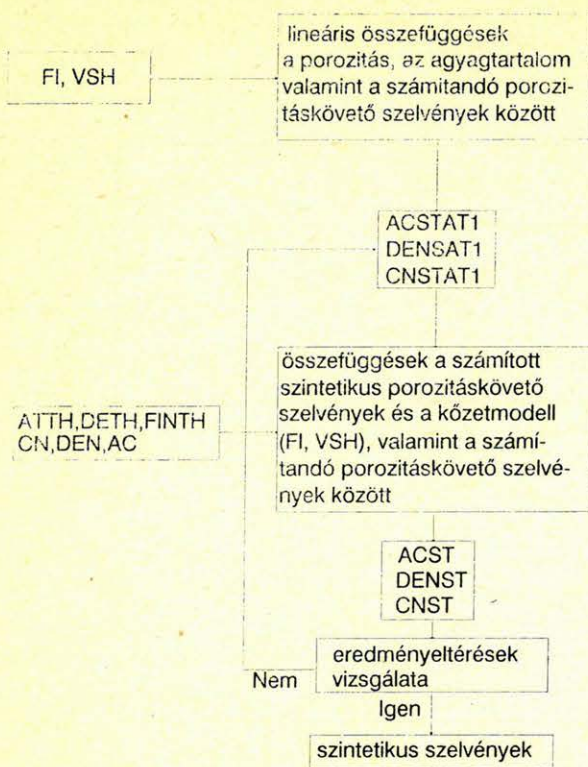 lineáris összefüggések
a porozitás, az agyagtartalom
valamint a számitandó porozi-
táskövető szelvények között
FI, VSH
ACSTAT1
DENSAT1
CNSTAT1
összefüggések a számított
szintetikus porozitáskövető
szelvények és a kőzetmodell
(FI, VSH), valamint a számí-
tandó porozitáskövető szelvé-
nyek között
ATTH,DETH,FINTH
CN,DEN,AC
ACST
DENST
CNST
eredményeltérések
vizsgálata
Nem
Igen
szintetikus szelvények